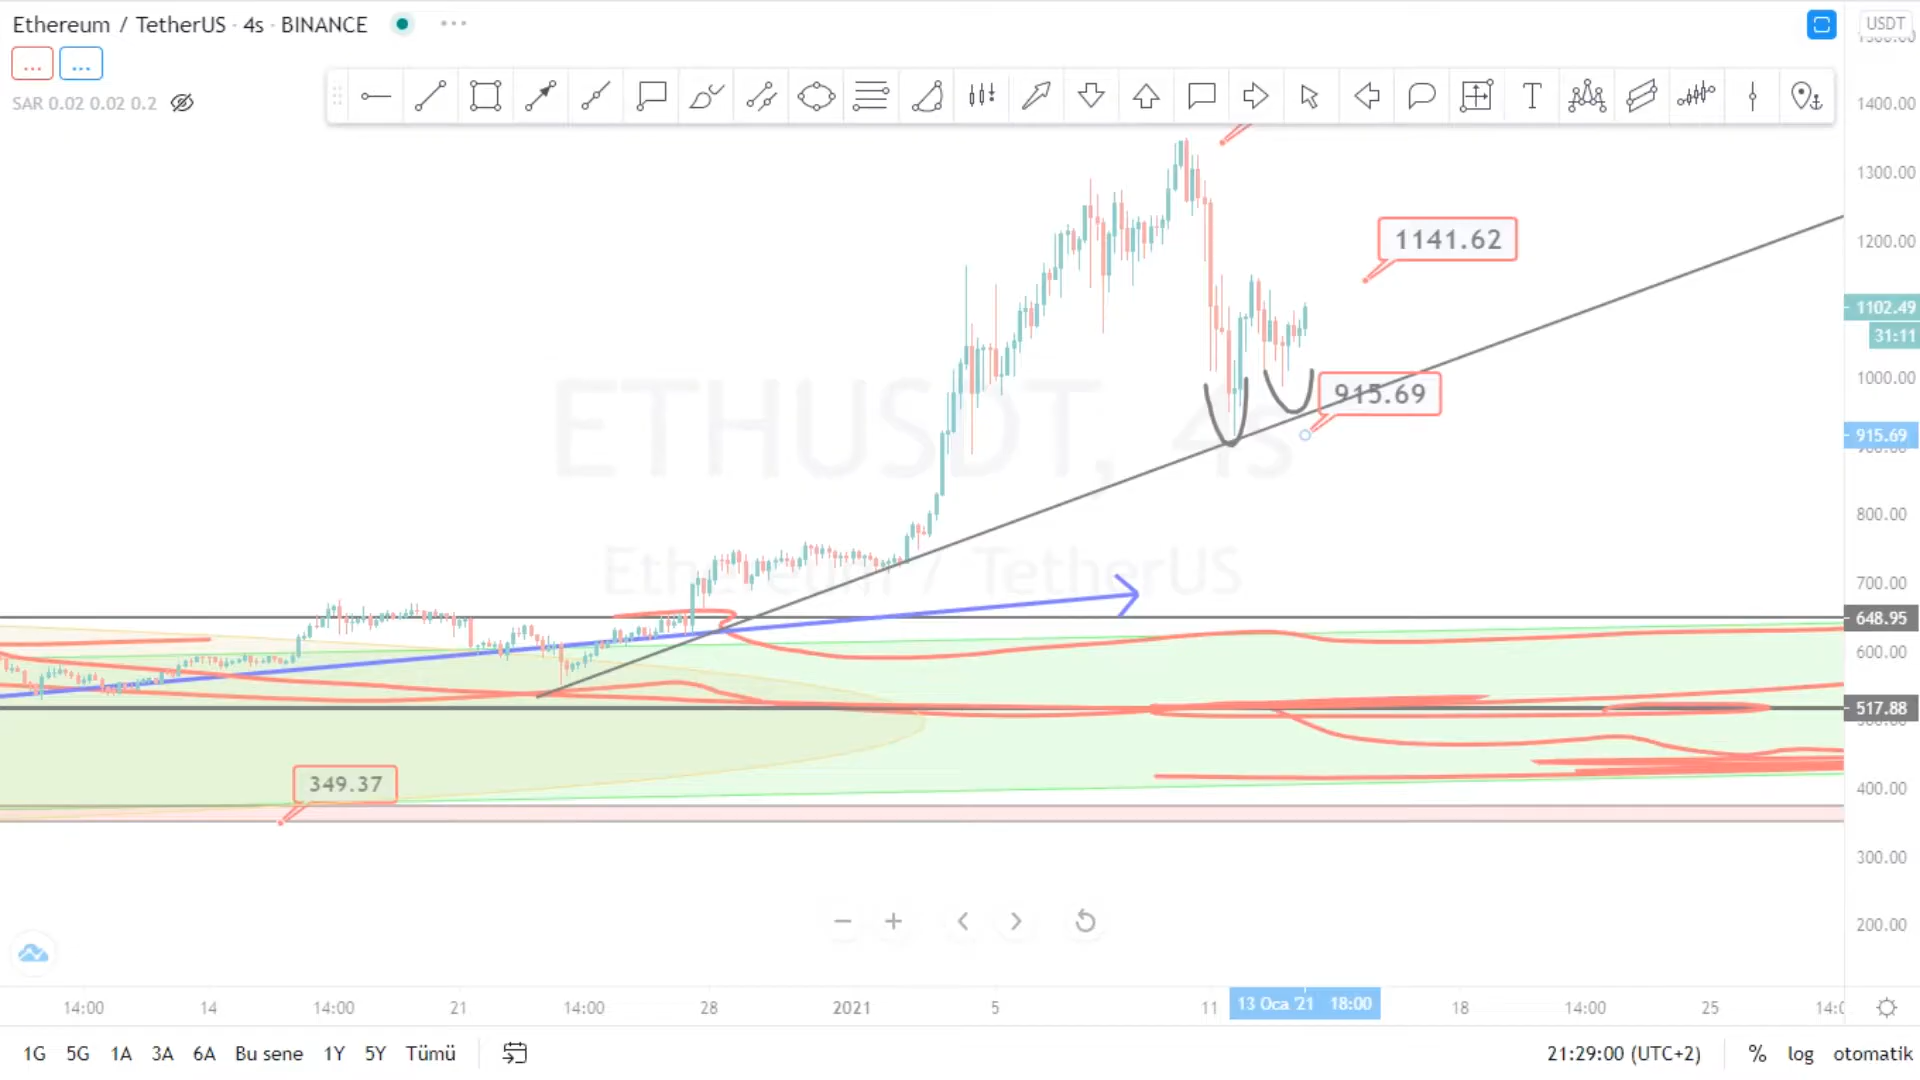 Ethereum / TetherUS · 4s · BINANCE
USDT
SAR 0.02 0.02 0.2
1400.00
1300.00
1200.00
1141.62
1102.49
31:11
1000.00
915.69
915.69
ETHUSDT, 4s
Ethereum / TetherUS
800.00
700.00
648.95
600.00
517.88
349.37
400.00
300.00
200.00
14:00 14 14:00 21 14:00 28 2021 5 11 13 Oca '21 18:00 18 14:00 25
1G 5G 1A 3A 6A Bu sene 1Y 5Y Tümü 21:29:00 (UTC+2) % log otomatik